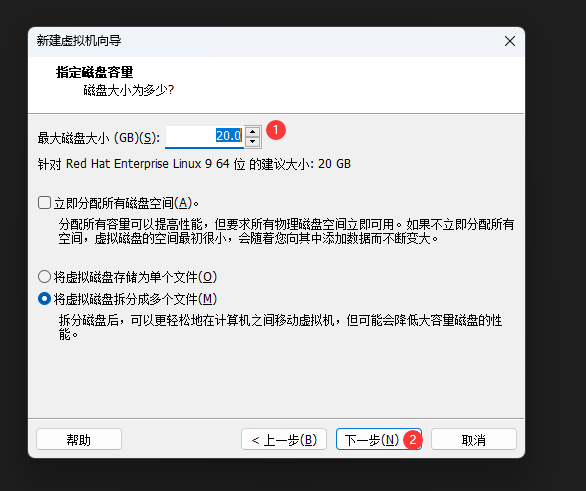 新建虚拟机向导
指定磁盘容量
磁盘大小为多少?
最大磁盘大小 (GB)(S): 20.0 1
针对 Red Hat Enterprise Linux 9 64 位 的建议大小: 20 GB
立即分配所有磁盘空间(A)。
分配所有容量可以提高性能，但要求所有物理磁盘空间立即可用。如果不立即分配所有
空间，虚拟磁盘的空间最初很小，会随着您向其中添加数据而不断变大。
将虚拟磁盘存储为单个文件(O)
将虚拟磁盘拆分成多个文件(M)
拆分磁盘后，可以更轻松地在计算机之间移动虚拟机，但可能会降低大容量磁盘的性
能。
帮助 < 上一步(B) 下一步(N) 2 取消